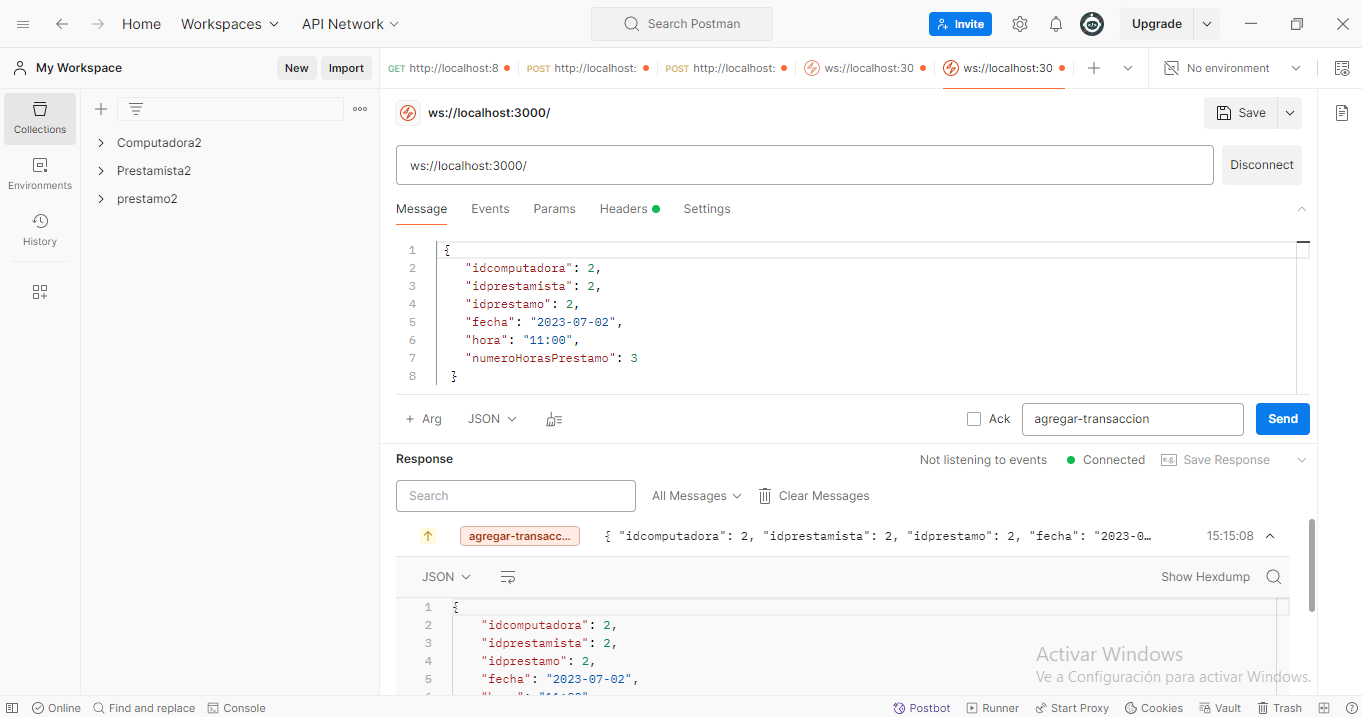 Home Workspaces API Network Search Postman Invite Upgrade
My Workspace New Import GET http://localhost:8 POST http://localhost: POST http://localhost: ws://localhost:30 ws://localhost:30 No environment
Collections
Environments
History
Computadora2
Prestamista2
prestamo2
ws://localhost:3000/ Save
ws://localhost:3000/ Disconnect
Message Events Params Headers Settings
1 {
2 "idcomputadora": 2,
3 "idprestamista": 2,
4 "idprestamo": 2,
5 "fecha": "2023-07-02",
6 "hora": "11:00",
7 "numeroHorasPrestamo": 3
8 }
+ Arg JSON Ack agregar-transaccion Send
Response Not listening to events Connected e.g. Save Response
Search All Messages Clear Messages
agregar-transacc... { "idcomputadora": 2, "idprestamista": 2, "idprestamo": 2, "fecha": "2023-0… 15:15:08
JSON Show Hexdump
1 {
2 "idcomputadora": 2,
3 "idprestamista": 2,
4 "idprestamo": 2,
5 "fecha": "2023-07-02",
6 "hora": "11:00",
Activar Windows
Ve a Configuración para activar Windows.
Online Find and replace Console Postbot Runner Start Proxy Cookies Vault Trash